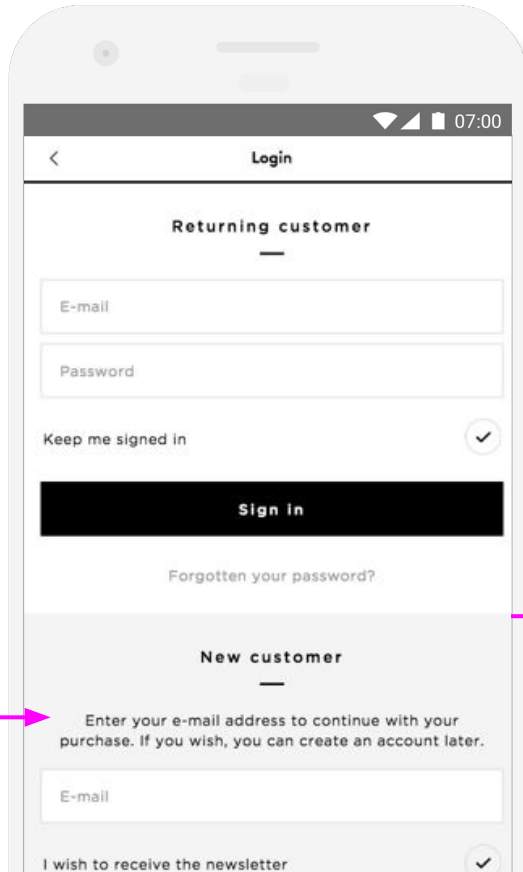 07:00
Login
Returning customer
E-mail
Password
Keep me signed in
Sign in
Forgotten your password?
New customer
Enter your e-mail address to continue with your
purchase. If you wish, you can create an account later.
E-mail
I wish to receive the newsletter